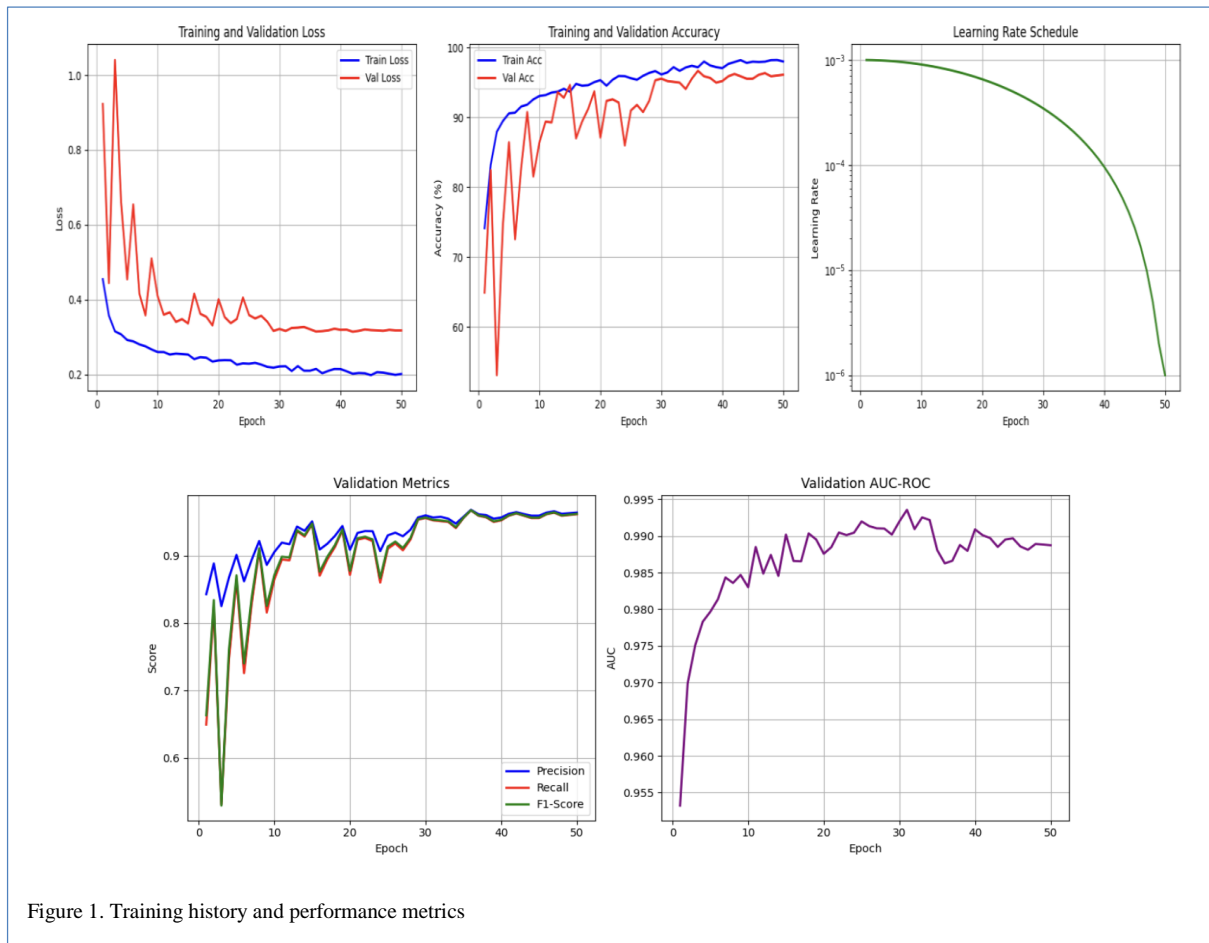 Training and Validation Loss
Train Loss
Val Loss
1.0
0.8
0.6
0.4
0.2
Loss
0 10 20 30 40 50
Epoch
Training and Validation Accuracy
Train Acc
Val Acc
100
90
80
70
60
Accuracy (%)
0 10 20 30 40 50
Epoch
Learning Rate Schedule
10⁻³
10⁻⁴
10⁻⁵
10⁻⁶
Learning Rate
0 10 20 30 40 50
Epoch
Validation Metrics
0.9
0.8
0.7
0.6
Score
Precision
Recall
F1-Score
0 10 20 30 40 50
Epoch
Validation AUC-ROC
0.995
0.990
0.985
0.980
0.975
0.970
0.965
0.960
0.955
AUC
0 10 20 30 40 50
Epoch
Figure 1. Training history and performance metrics